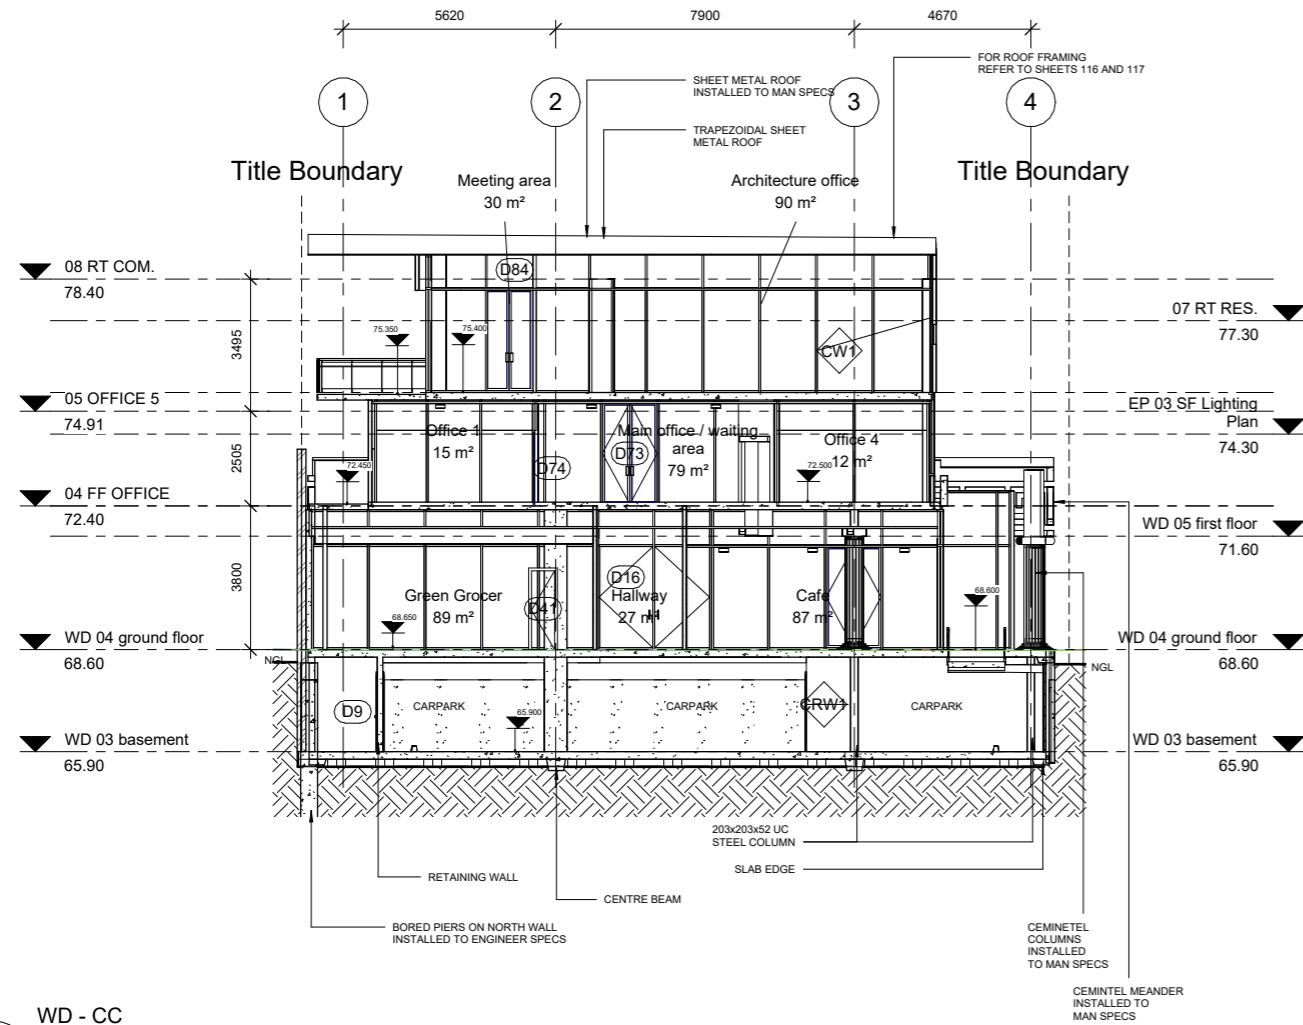 5620
7900
4670
FOR ROOF FRAMING
REFER TO SHEETS 116 AND 117
SHEET METAL ROOF
INSTALLED TO MAN SPECS
1
2
3
4
TRAPEZOIDAL SHEET
METAL ROOF
Title Boundary
Title Boundary
Meeting area
30 m²
Architecture office
90 m²
08 RT COM.
78.40
D84
07 RT RES.
77.30
3495
75.350
75.400
CW1
05 OFFICE 5
74.91
EP 03 SF Lighting
Plan
74.30
2505
Office 1
15 m²
Main office / waiting
area
79 m²
Office 4
12 m²
D74
D73
72.450
72.500
04 FF OFFICE
72.40
WD 05 first floor
71.60
3800
D16
Green Grocer
89 m²
D41
Hallway
27 m²
Cafe
87 m²
68.650
68.600
WD 04 ground floor
68.60
WD 04 ground floor
68.60
NGL
NGL
D9
CARPARK
CARPARK
CRW1
CARPARK
65.900
WD 03 basement
65.90
WD 03 basement
65.90
203x203x52 UC
STEEL COLUMN
SLAB EDGE
RETAINING WALL
CENTRE BEAM
BORED PIERS ON NORTH WALL
INSTALLED TO ENGINEER SPECS
CEMINETEL
COLUMNS
INSTALLED
TO MAN SPECS
CEMINTEL MEANDER
INSTALLED TO
MAN SPECS
WD - CC